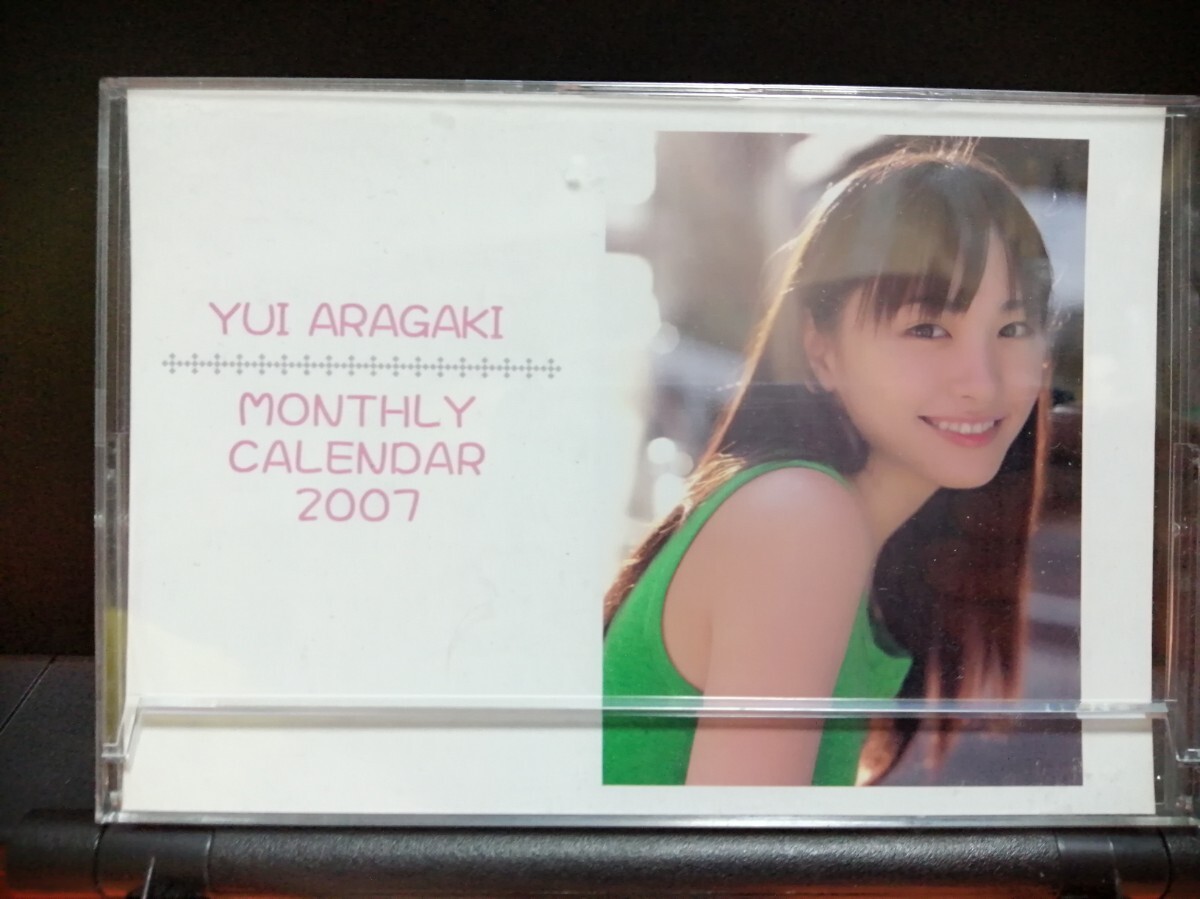 YUI ARAGAKI
MONTHLY
CALENDAR
2007